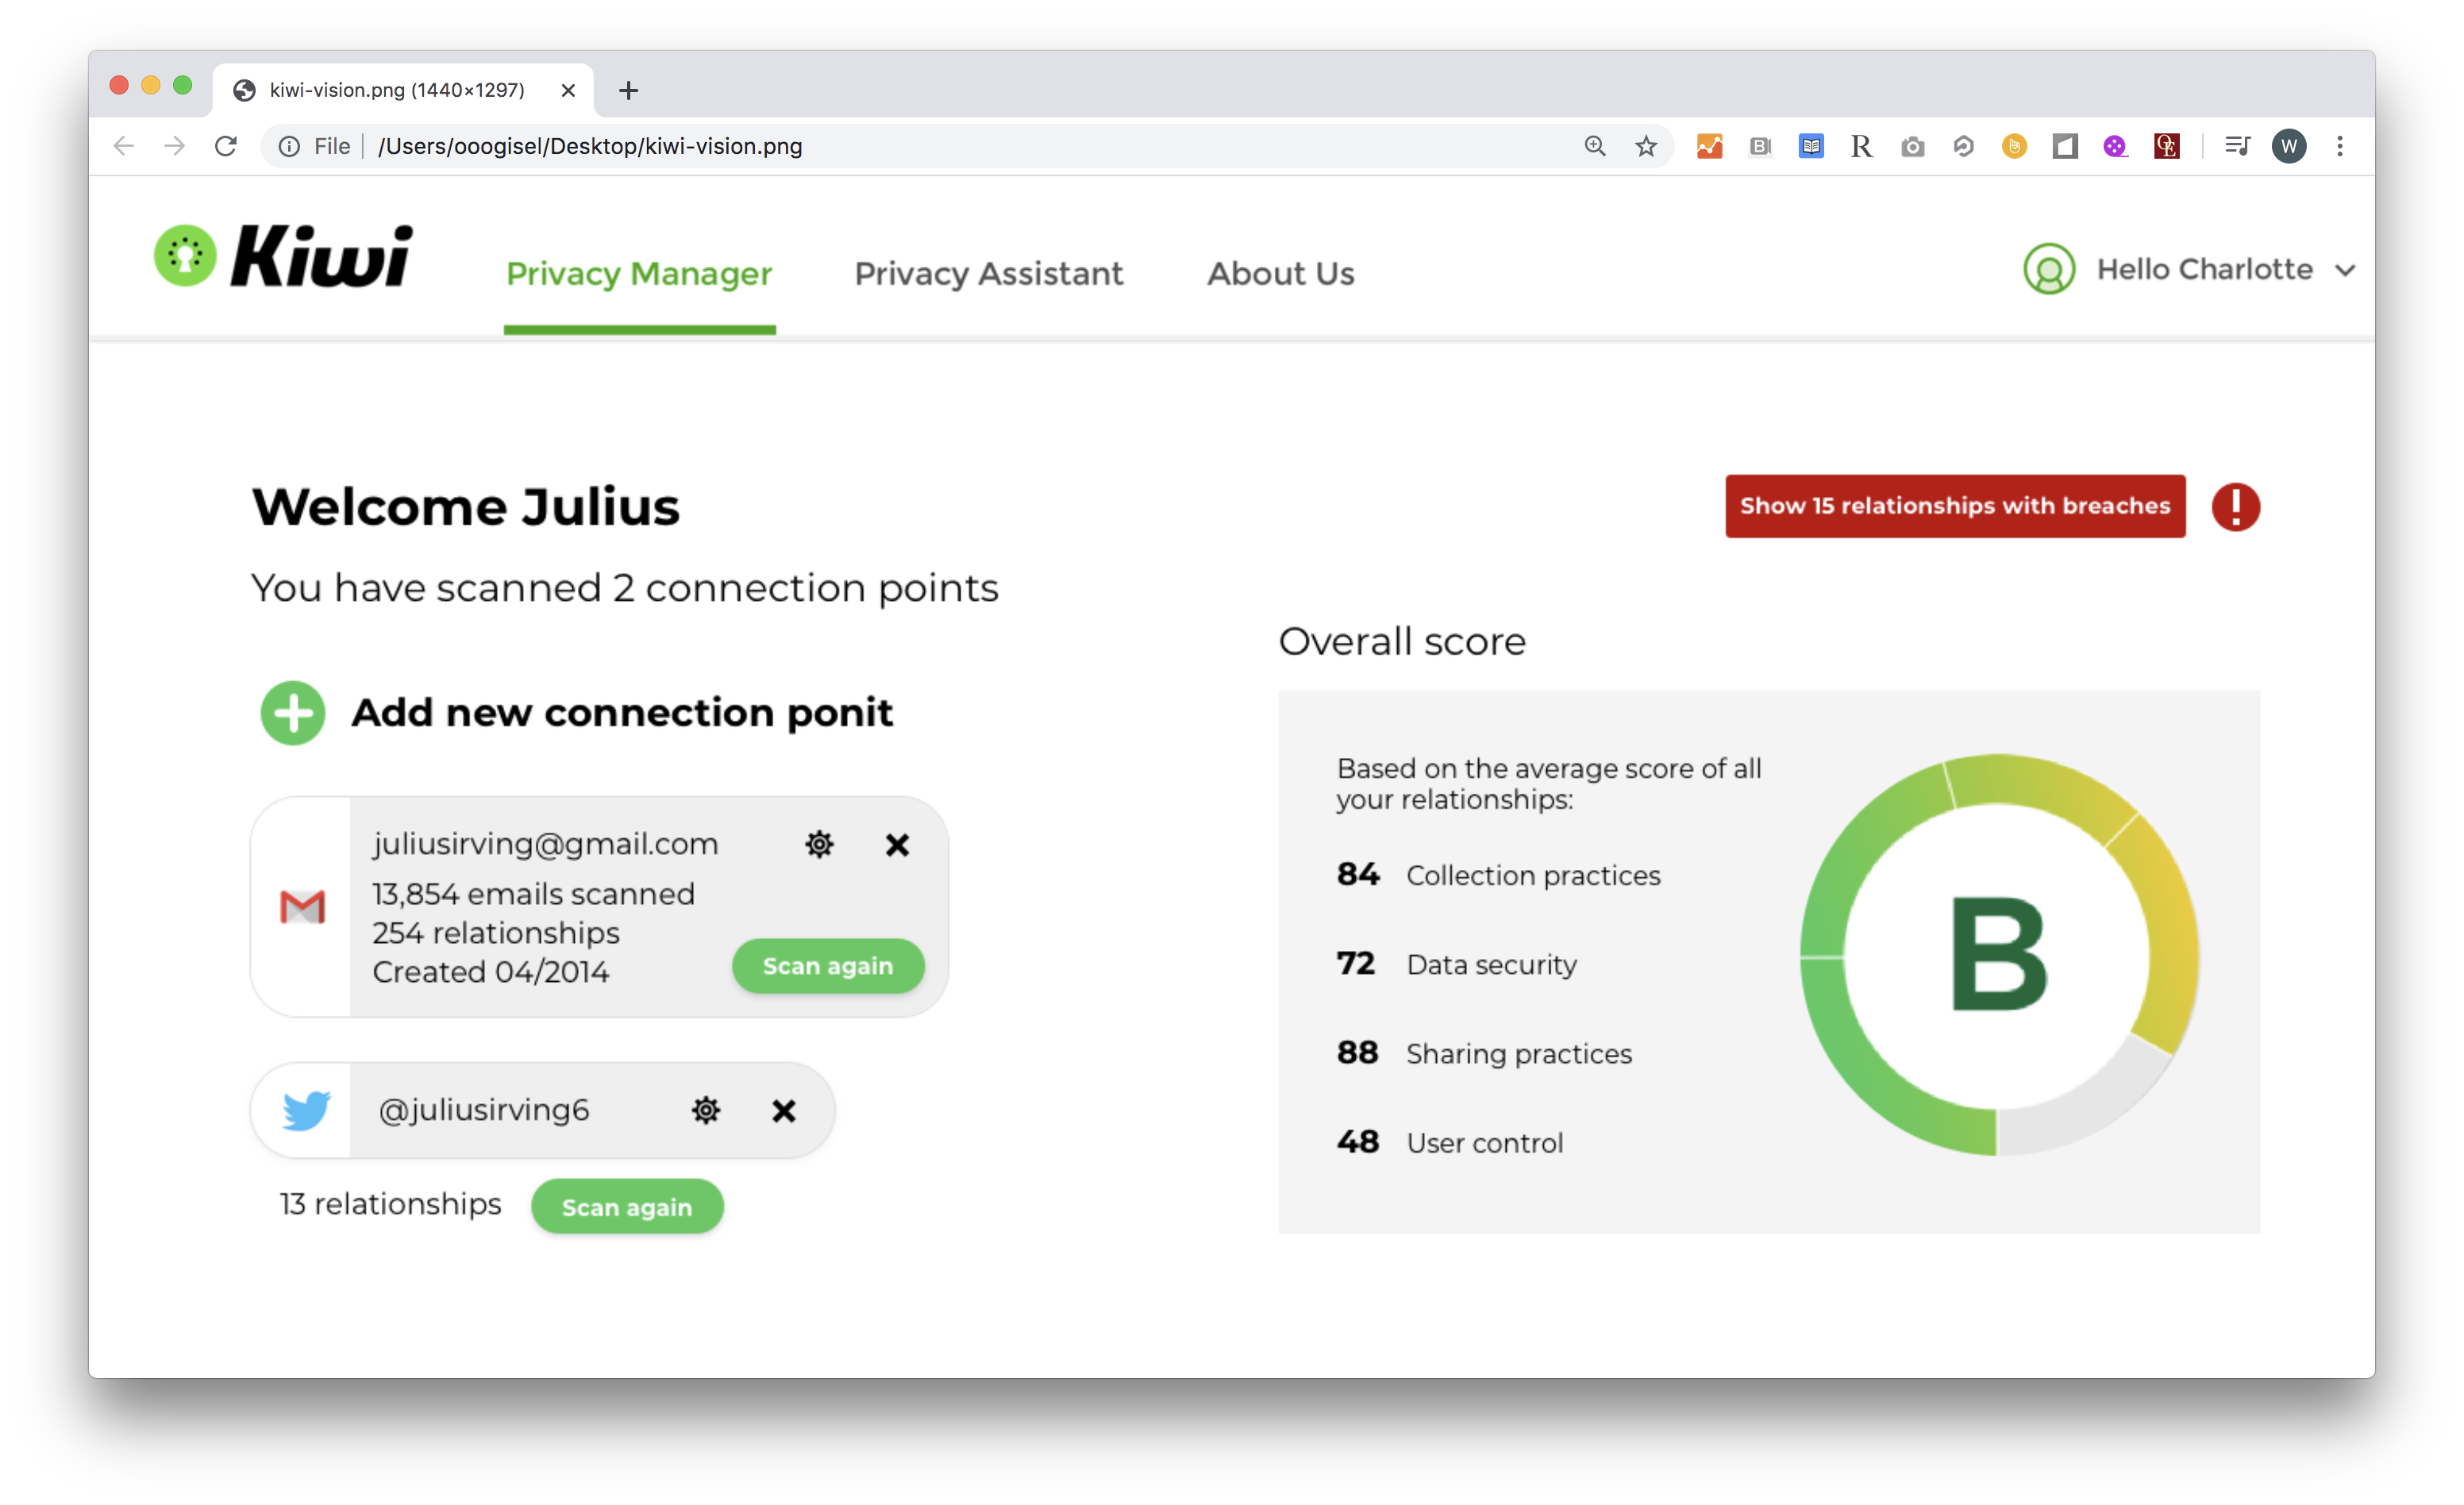 kiwi-vision.png (1440×1297)
File
/Users/ooogisel/Desktop/kiwi-vision.png
B
R
OE
W
Kiwi
Privacy Manager
Privacy Assistant
About Us
Hello Charlotte
Welcome Julius
Show 15 relationships with breaches
You have scanned 2 connection points
Add new connection ponit
juliusirving@gmail.com
13,854 emails scanned
254 relationships
Created 04/2014
Scan again
@juliusirving6
13 relationships
Scan again
Overall score
Based on the average score of all
your relationships:
84 Collection practices
72 Data security
88 Sharing practices
48 User control
B